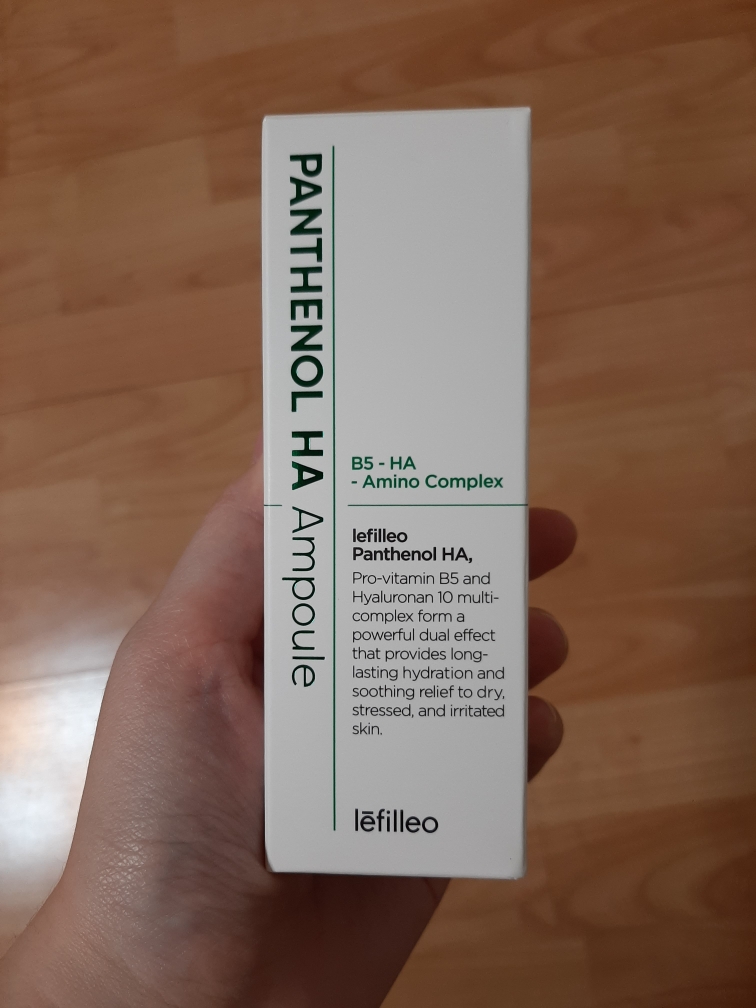 PANTHENOL HA Ampoule
B5 - HA
- Amino Complex
lefilleo
Panthenol HA,
Pro-vitamin B5 and
Hyaluronan 10 multi-
complex form a
powerful dual effect
that provides long-
lasting hydration and
soothing relief to dry,
stressed, and irritated
skin.
lēfilleo